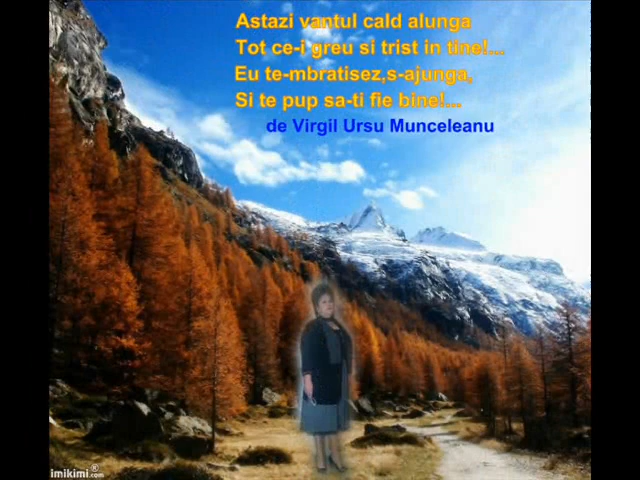 Astazi vantul cald alunga
Tot ce-i greu si trist in tine!...
Eu te-mbratisez,s-ajunga,
Si te pup sa-ti fie bine!...
de Virgil Ursu Munceleanu
imikimi.com®